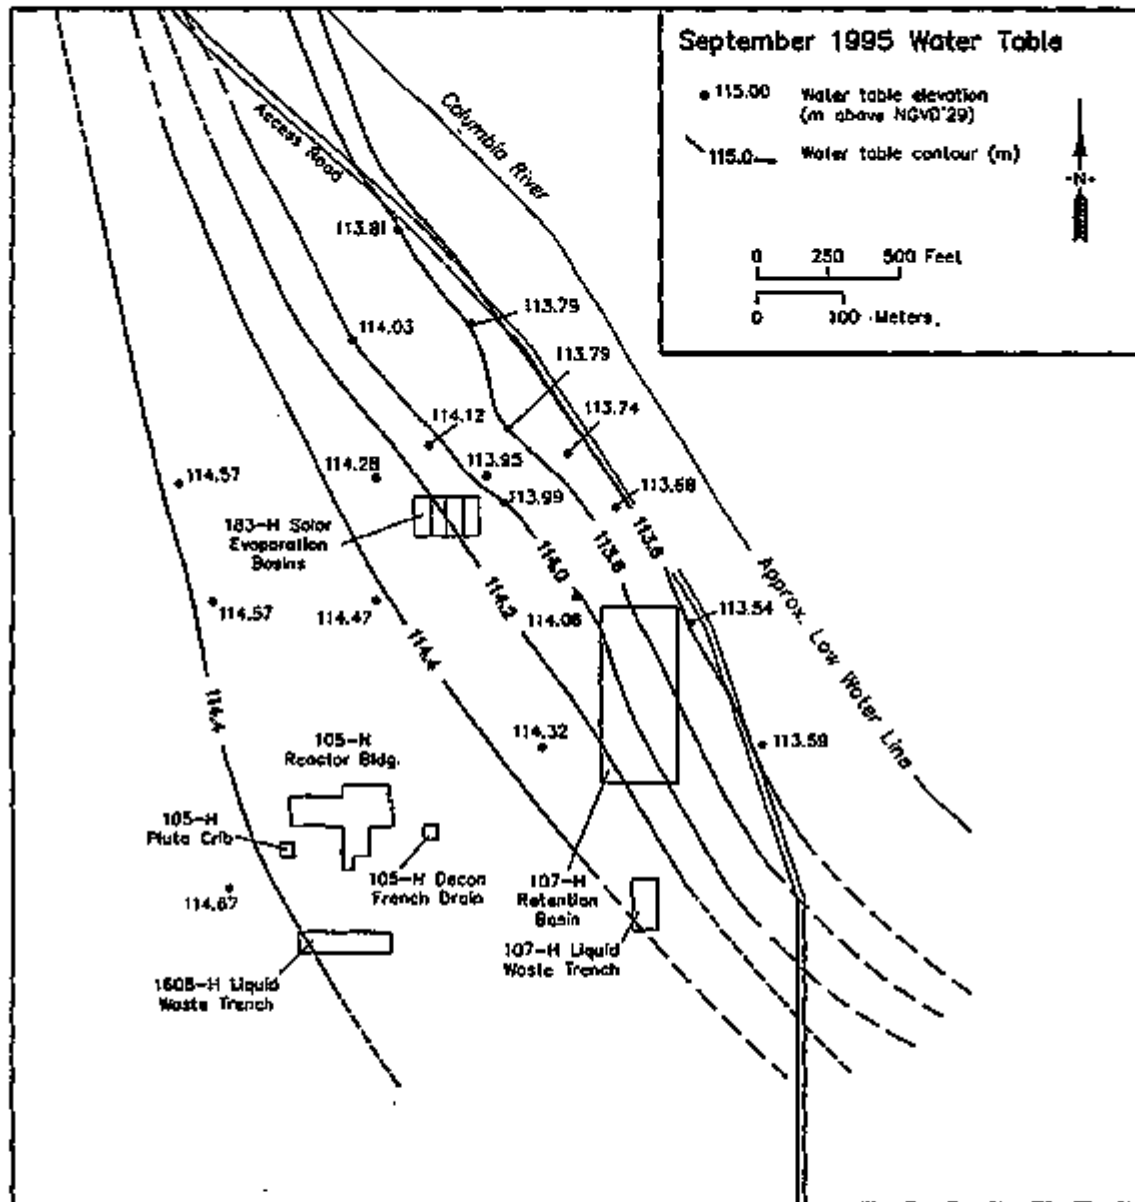 September 1995 Water Table
115.00 Water table elevation
(m above NGVD'29)
115.0 Water table contour (m)
-N-
0 250 500 Feet
0 100 Meters
Columbia River
Access Road
113.81
113.79
114.03
113.79
113.74
114.12
113.95
114.28
114.57
113.99
113.68
183-H Solar
Evaporation
Basins
113.6
114.0
114.2
114.57
114.47
114.06
113.54
114.4
Approx. Low Water Line
114.32
113.59
105-H
Reactor Bldg.
105-H
Pluto Crib
105-H Decon
French Drain
107-H
Retention
Basin
114.67
107-H Liquid
Waste Trench
1608-H Liquid
Waste Trench